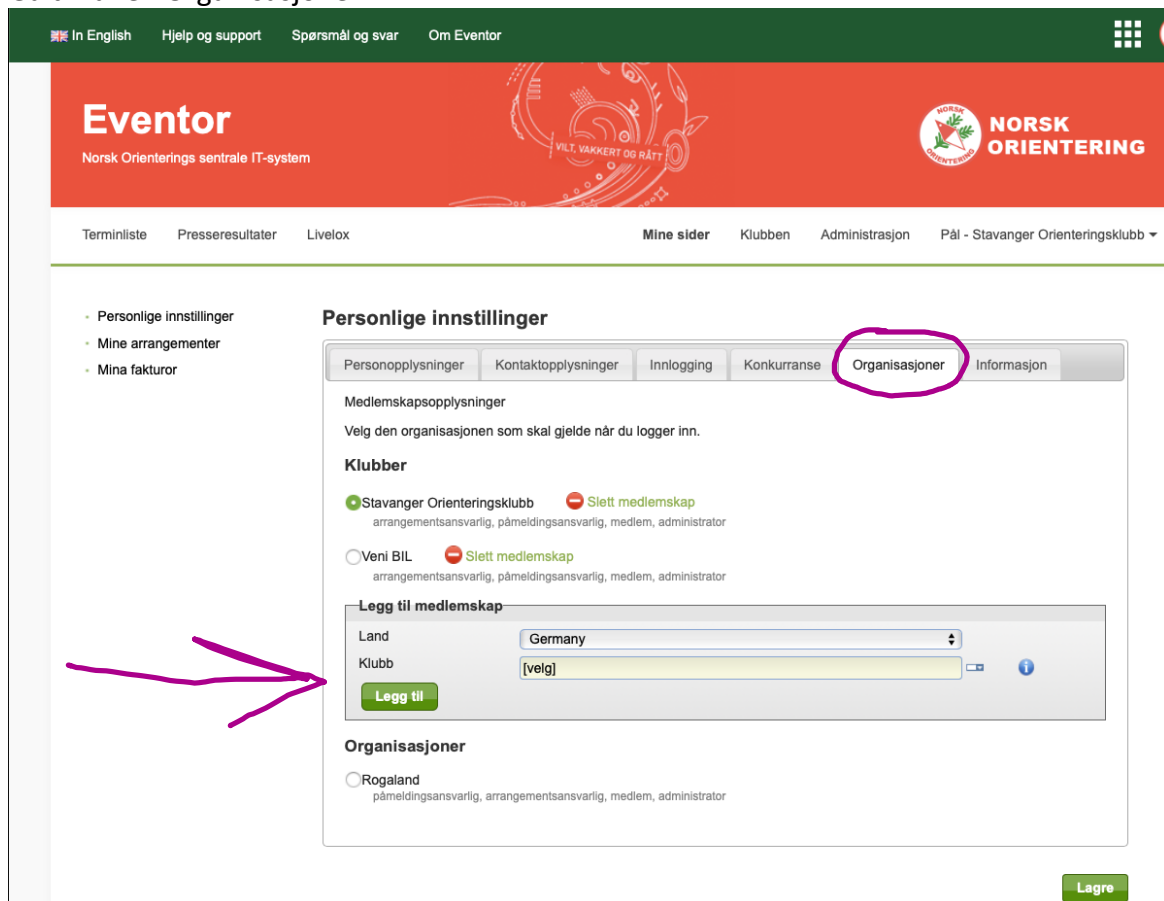 In English Hjelp og support Spørsmål og svar Om Eventor
Eventor
Norsk Orienterings sentrale IT-system
VILT, VAKKERT OG RÅTT
NORSK
ORIENTERING
NORSK
ORIENTERING
Terminliste Presseresultater Livelox Mine sider Klubben Administrasjon Pål - Stavanger Orienteringsklubb
Personlige innstillinger
Mine arrangementer
Mina fakturor
Personlige innstillinger
Personopplysninger Kontaktopplysninger Innlogging Konkurranse Organisasjoner Informasjon
Medlemskapsopplysninger
Velg den organisasjonen som skal gjelde når du logger inn.
Klubber
Stavanger Orienteringsklubb Slett medlemskap
arrangementsansvarlig, påmeldingsansvarlig, medlem, administrator
Veni BIL Slett medlemskap
arrangementsansvarlig, påmeldingsansvarlig, medlem, administrator
Legg til medlemskap
Land Germany
Klubb [velg]
Legg til
Organisasjoner
Rogaland
påmeldingsansvarlig, arrangementsansvarlig, medlem, administrator
Lagre